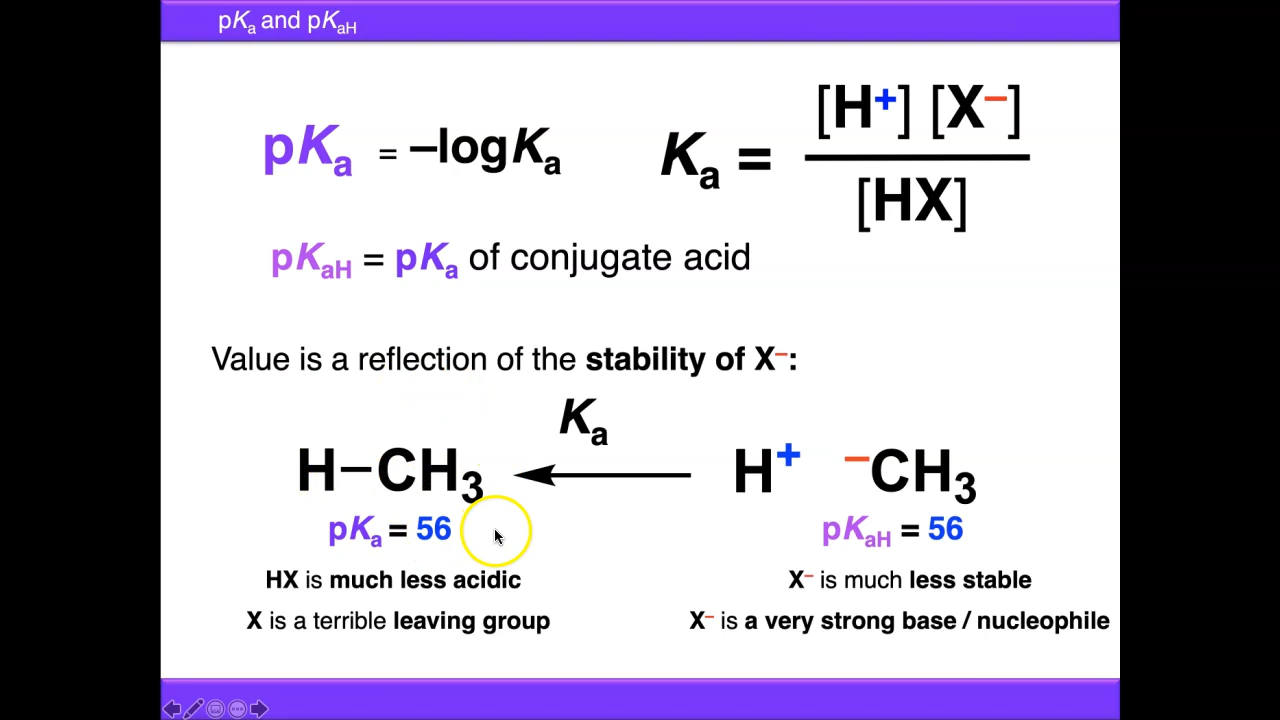 pKa and pKaH
pKa = –logKa
Ka = [H+] [X–] / [HX]
pKaH = pKa of conjugate acid
Value is a reflection of the stability of X–:
Ka
H–CH3 ← H+ –CH3
pKa = 56 pKaH = 56
HX is much less acidic X– is much less stable
X is a terrible leaving group X– is a very strong base / nucleophile